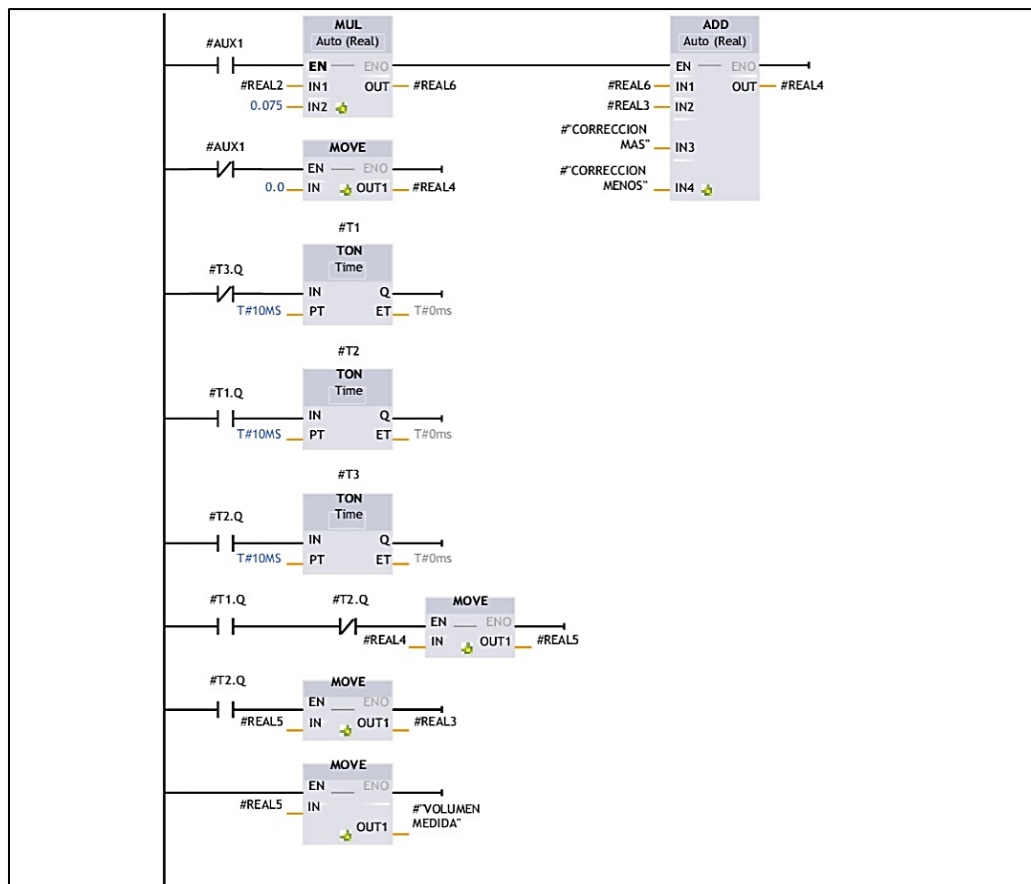 MUL
Auto (Real)
#AUX1
EN ENO
#REAL2 IN1 OUT #REAL6
0.075 IN2
ADD
Auto (Real)
EN ENO
#REAL6 IN1 OUT #REAL4
#REAL3 IN2
#"CORRECCION
MAS" IN3
#"CORRECCION
MENOS" IN4
#AUX1
MOVE
EN ENO
0.0 IN OUT1 #REAL4
#T1
TON
Time
#T3.Q
IN Q
T#10MS PT ET T#0ms
#T2
TON
Time
#T1.Q
IN Q
T#10MS PT ET T#0ms
#T3
TON
Time
#T2.Q
IN Q
T#10MS PT ET T#0ms
#T1.Q #T2.Q MOVE
EN ENO
#REAL4 IN OUT1 #REAL5
#T2.Q MOVE
EN ENO
#REAL5 IN OUT1 #REAL3
MOVE
EN ENO
#REAL5 IN
#"VOLUMEN
OUT1 MEDIDA"